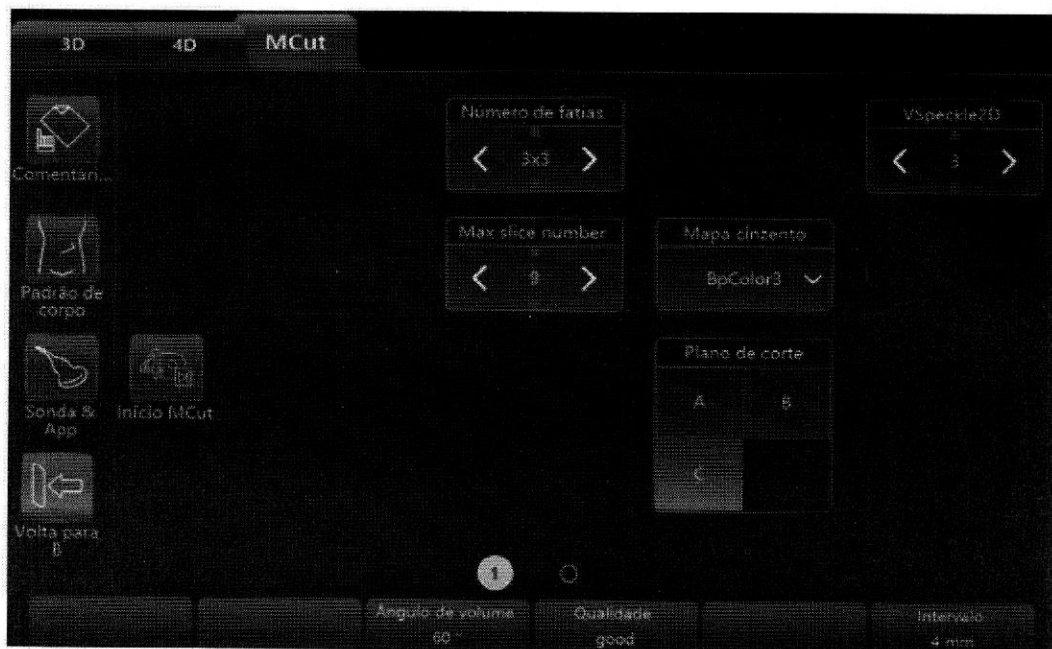 3D
4D
MCut
Comentári...
Padrão de
corpo
Sonda &
App
Início MCut
Volta para
B
Número de fatias
3x3
Max slice number
9
Mapa cinzento
BpColor3
Plano de corte
A
B
C
VSpeckle2D
3
1
Ângulo de volume
60 °
Qualidade
good
Intervalo
4 mm